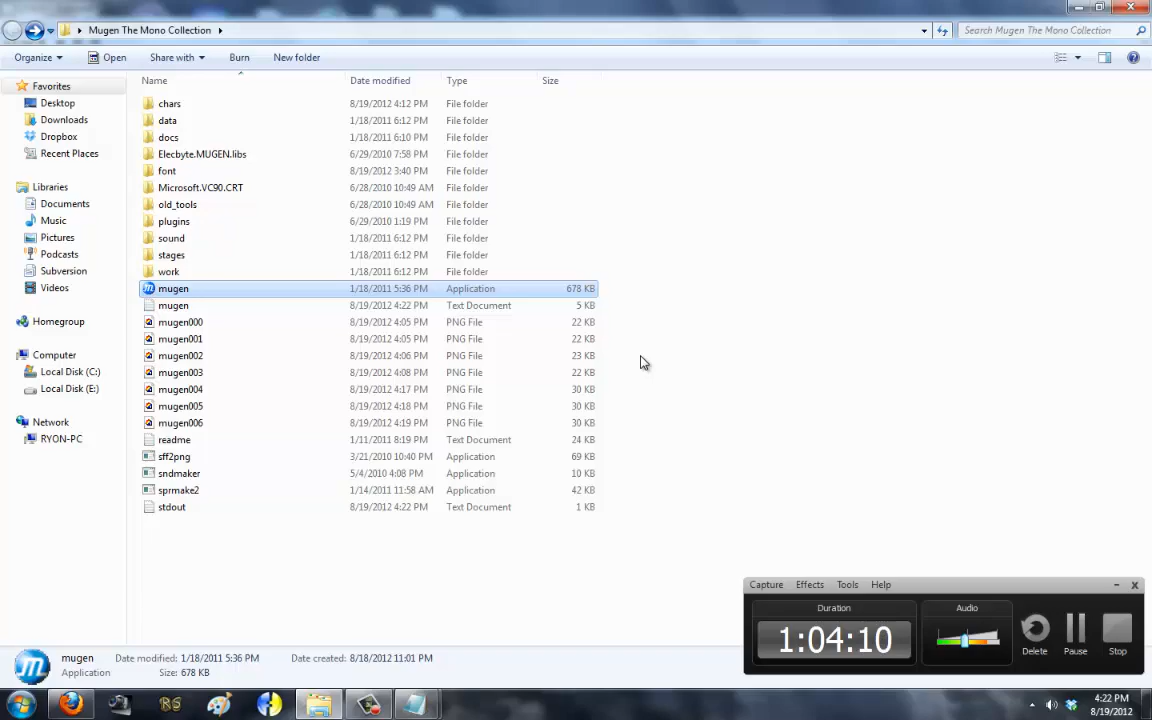 Mugen The Mono Collection
Search Mugen The Mono Collection
Organize Open Share with Burn New folder
Name Date modified Type Size
Favorites
Desktop
Downloads
Dropbox
Recent Places
Libraries
Documents
Music
Pictures
Podcasts
Subversion
Videos
Homegroup
Computer
Local Disk (C:)
Local Disk (E:)
Network
RYON-PC
chars 8/19/2012 4:12 PM File folder
data 1/18/2011 6:12 PM File folder
docs 1/18/2011 6:10 PM File folder
Elecbyte.MUGEN.libs 6/29/2010 7:58 PM File folder
font 8/19/2012 3:40 PM File folder
Microsoft.VC90.CRT 6/28/2010 10:49 AM File folder
old_tools 6/28/2010 10:49 AM File folder
plugins 6/29/2010 1:19 PM File folder
sound 1/18/2011 6:12 PM File folder
stages 1/18/2011 6:12 PM File folder
work 1/18/2011 6:12 PM File folder
mugen 1/18/2011 5:36 PM Application 678 KB
mugen 8/19/2012 4:22 PM Text Document 5 KB
mugen000 8/19/2012 4:05 PM PNG File 22 KB
mugen001 8/19/2012 4:05 PM PNG File 22 KB
mugen002 8/19/2012 4:06 PM PNG File 23 KB
mugen003 8/19/2012 4:08 PM PNG File 22 KB
mugen004 8/19/2012 4:17 PM PNG File 30 KB
mugen005 8/19/2012 4:18 PM PNG File 30 KB
mugen006 8/19/2012 4:19 PM PNG File 30 KB
readme 1/11/2011 8:19 PM Text Document 24 KB
sff2png 3/21/2010 10:40 PM Application 69 KB
sndmaker 5/4/2010 4:08 PM Application 10 KB
sprmake2 1/14/2011 11:58 AM Application 42 KB
stdout 8/19/2012 4:22 PM Text Document 1 KB
Capture Effects Tools Help
Duration Audio
1:04:10
Delete Pause Stop
mugen Date modified: 1/18/2011 5:36 PM Date created: 8/18/2012 11:01 PM
Application Size: 678 KB
RS
4:22 PM
8/19/2012